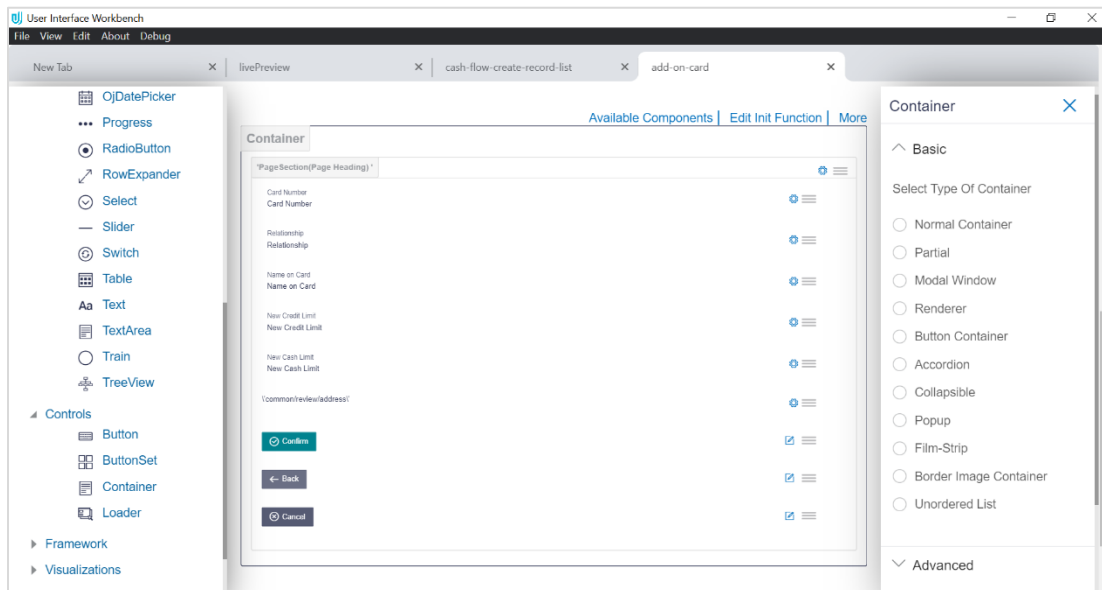 User Interface Workbench
File View Edit About Debug
New Tab
livePreview
cash-flow-create-record-list
add-on-card
OjDatePicker
Progress
RadioButton
RowExpander
Select
Slider
Switch
Table
Aa Text
TextArea
Train
TreeView
Controls
Button
ButtonSet
Container
Loader
Framework
Visualizations
Available Components | Edit Init Function | More
Container
'PageSection(Page Heading) '
Card Number
Card Number
Relationship
Relationship
Name on Card
Name on Card
New Credit Limit
New Credit Limit
New Cash Limit
New Cash Limit
\'common/review/address\'
Confirm
Back
Cancel
Container
Basic
Select Type Of Container
Normal Container
Partial
Modal Window
Renderer
Button Container
Accordion
Collapsible
Popup
Film-Strip
Border Image Container
Unordered List
Advanced